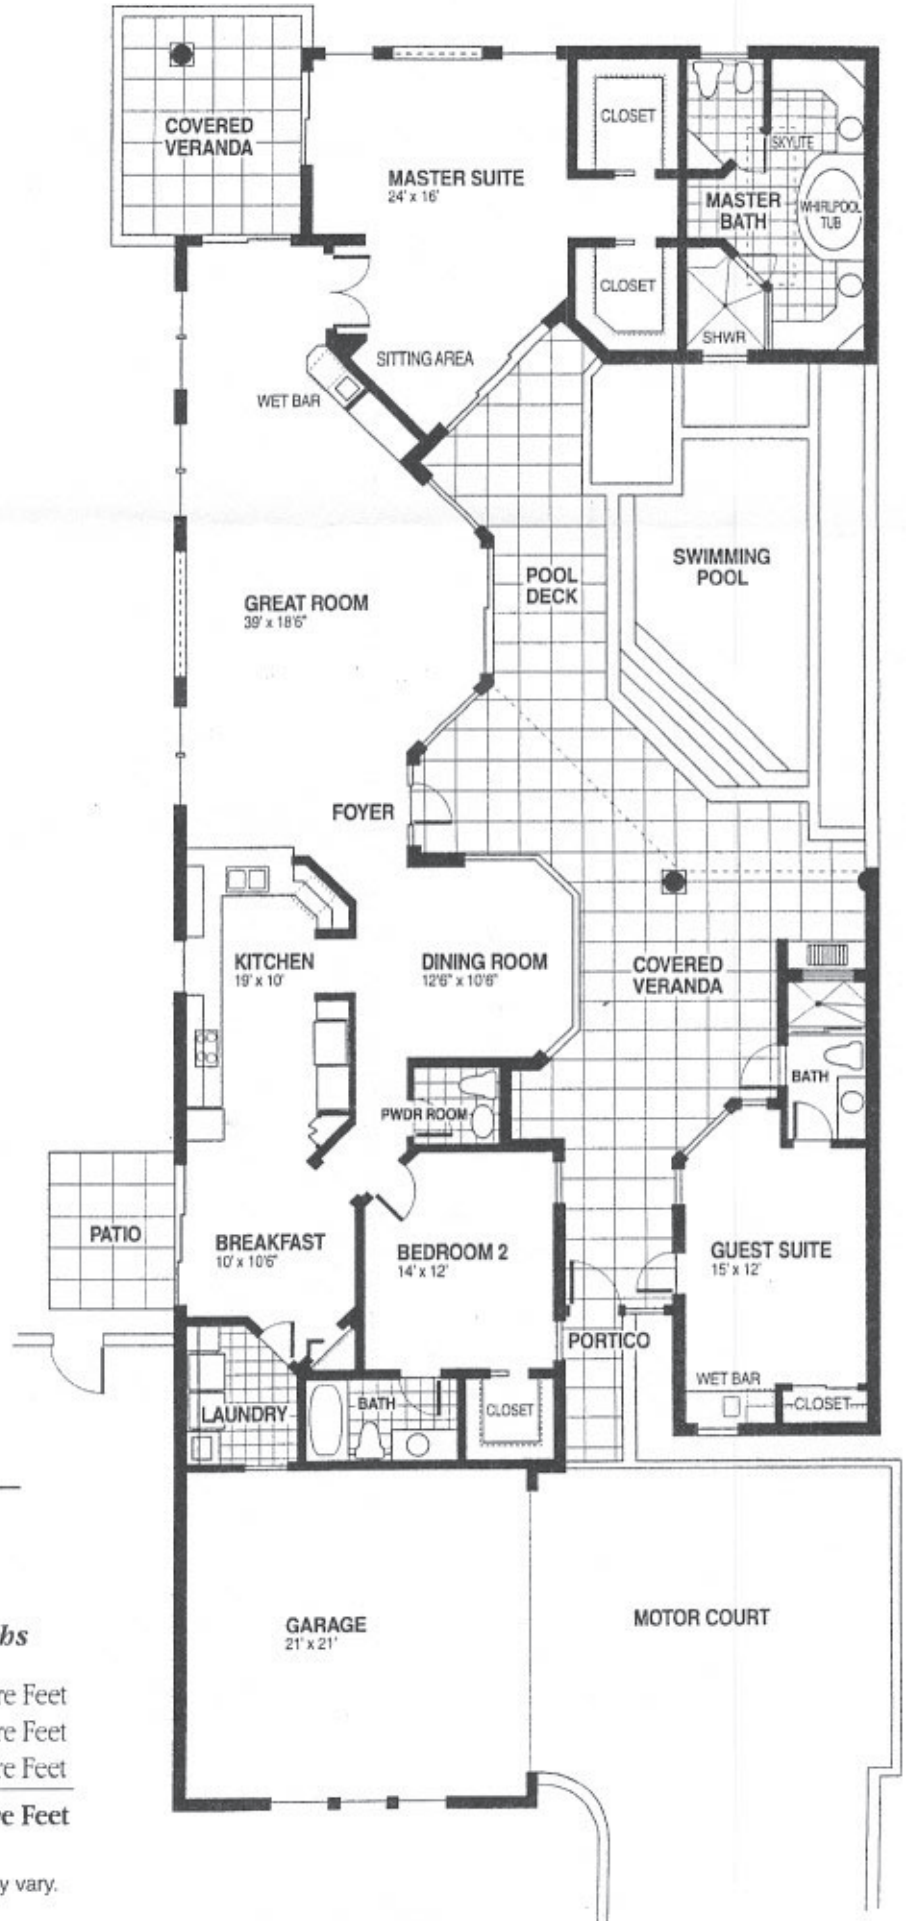 COVERED
VERANDA
MASTER SUITE
24' x 16'
CLOSET
SKYLITE
MASTER
BATH
WHIRLPOOL
TUB
CLOSET
SHWR
SITTING AREA
WET BAR
SWIMMING
POOL
POOL
DECK
GREAT ROOM
39' x 18'6"
FOYER
KITCHEN
19' x 10'
DINING ROOM
12'6" x 10'6"
COVERED
VERANDA
BATH
PWDR ROOM
PATIO
BREAKFAST
10' x 10'6"
BEDROOM 2
14' x 12'
GUEST SUITE
15' x 12'
PORTICO
WET BAR
CLOSET
LAUNDRY
BATH
CLOSET
GARAGE
21' x 21'
MOTOR COURT
ths
re Feet
re Feet
re Feet
re Feet
y vary.